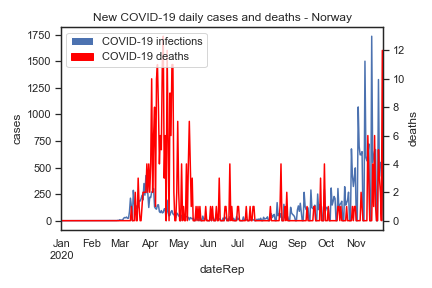 New COVID-19 daily cases and deaths - Norway
COVID-19 infections
COVID-19 deaths
1750
1500
1250
1000
750
500
250
0
cases
12
10
8
6
4
2
0
deaths
Jan Feb Mar Apr May Jun Jul Aug Sep Oct Nov
2020
dateRep